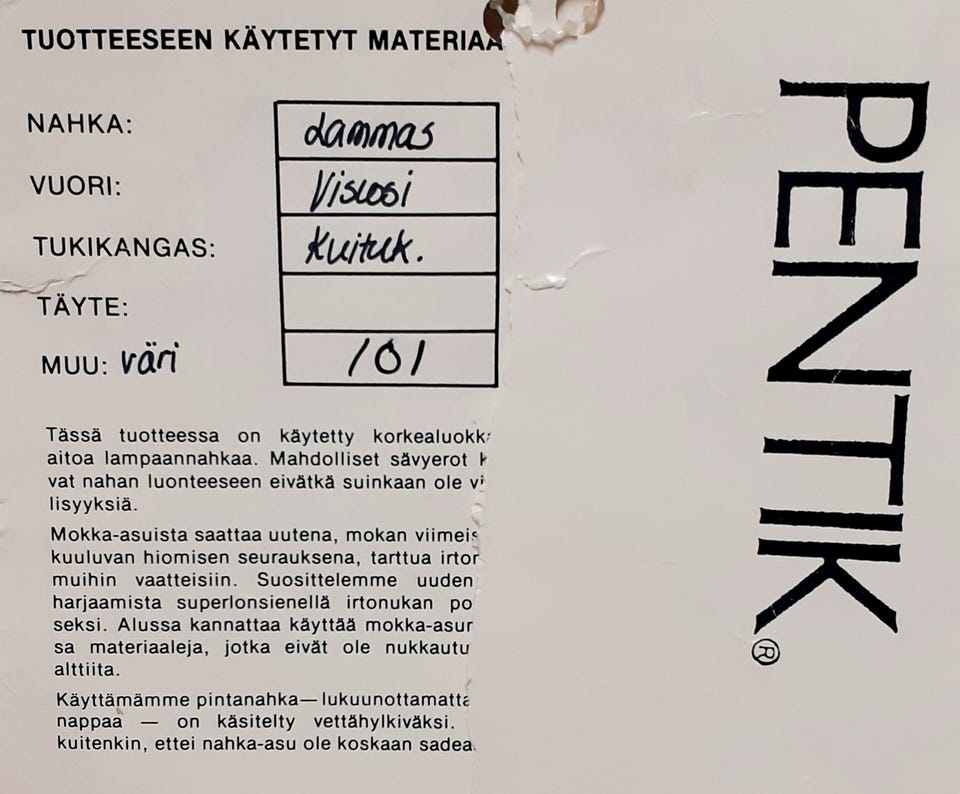 TUOTTEESEEN KÄYTETYT MATERIAA
NAHKA: Lammas
VUORI: Viscosi
TUKIKANGAS: Kuituk.
TÄYTE:
MUU: väri 101
Tässä tuotteessa on käytetty korkealuokk
aitoa lampaannahkaa. Mahdolliset sävyerot
vat nahan luonteeseen eivätkä suinkaan ole
lisyyksiä.
Mokka-asuista saattaa uutena, mokan viimeis
kuuluvan hiomisen seurauksena, tarttua irton
muihin vaatteisiin. Suosittelemme uuden
harjaamista superlonsienellä irtonukan po
seksi. Alussa kannattaa käyttää mokka-asun
sa materiaaleja, jotka eivät ole nukkautu
alttiita.
Käyttämämme pintanahka—lukuunottamatta
nappaa — on käsitelty vettähylkiväksi.
kuitenkin, ettei nahka-asu ole koskaan sadea
PENTIK®